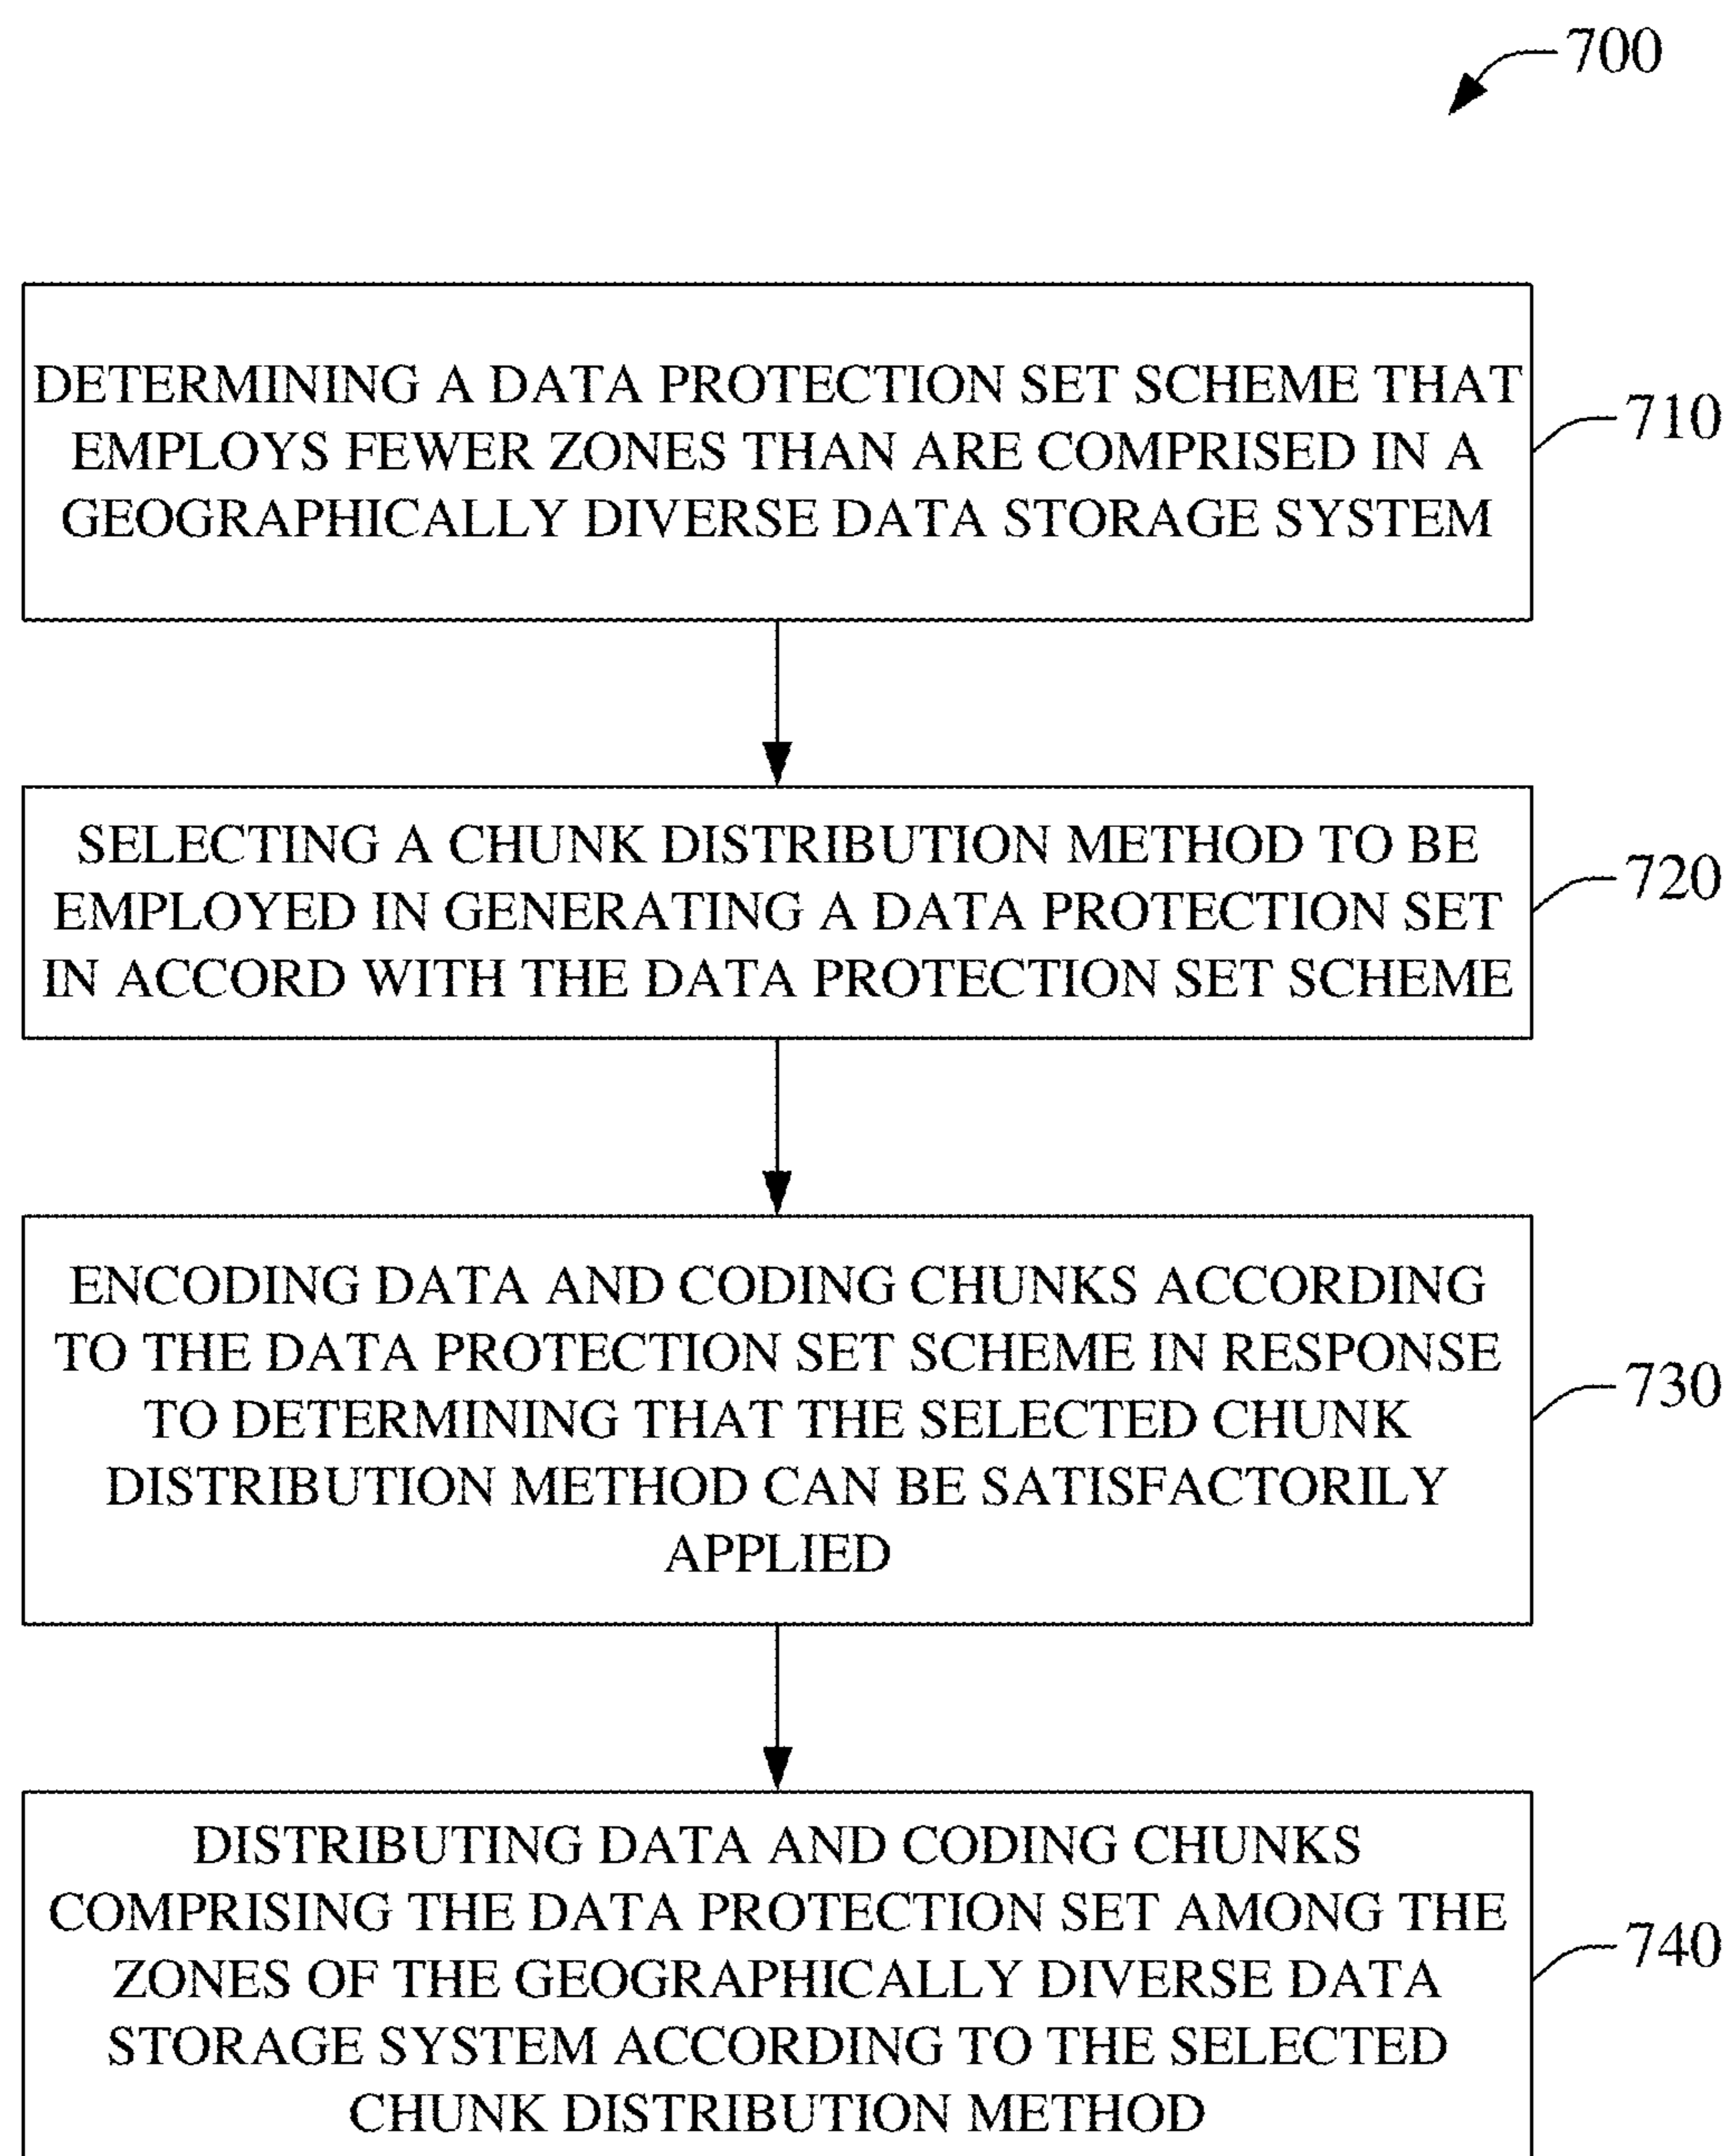 700
DETERMINING A DATA PROTECTION SET SCHEME THAT
EMPLOYS FEWER ZONES THAN ARE COMPRISED IN A
GEOGRAPHICALLY DIVERSE DATA STORAGE SYSTEM
710
SELECTING A CHUNK DISTRIBUTION METHOD TO BE
EMPLOYED IN GENERATING A DATA PROTECTION SET
IN ACCORD WITH THE DATA PROTECTION SET SCHEME
720
ENCODING DATA AND CODING CHUNKS ACCORDING
TO THE DATA PROTECTION SET SCHEME IN RESPONSE
TO DETERMINING THAT THE SELECTED CHUNK
DISTRIBUTION METHOD CAN BE SATISFACTORILY
APPLIED
730
DISTRIBUTING DATA AND CODING CHUNKS
COMPRISING THE DATA PROTECTION SET AMONG THE
ZONES OF THE GEOGRAPHICALLY DIVERSE DATA
STORAGE SYSTEM ACCORDING TO THE SELECTED
CHUNK DISTRIBUTION METHOD
740